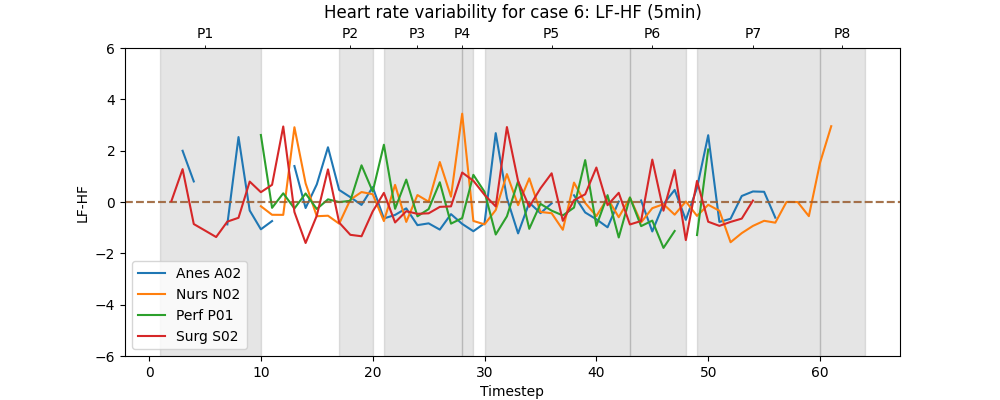 Heart rate variability for case 6: LF-HF (5min)
P1 P2 P3 P4 P5 P6 P7 P8
6
4
2
0
−2
−4
−6
LF-HF
Anes A02
Nurs N02
Perf P01
Surg S02
0 10 20 30 40 50 60
Timestep